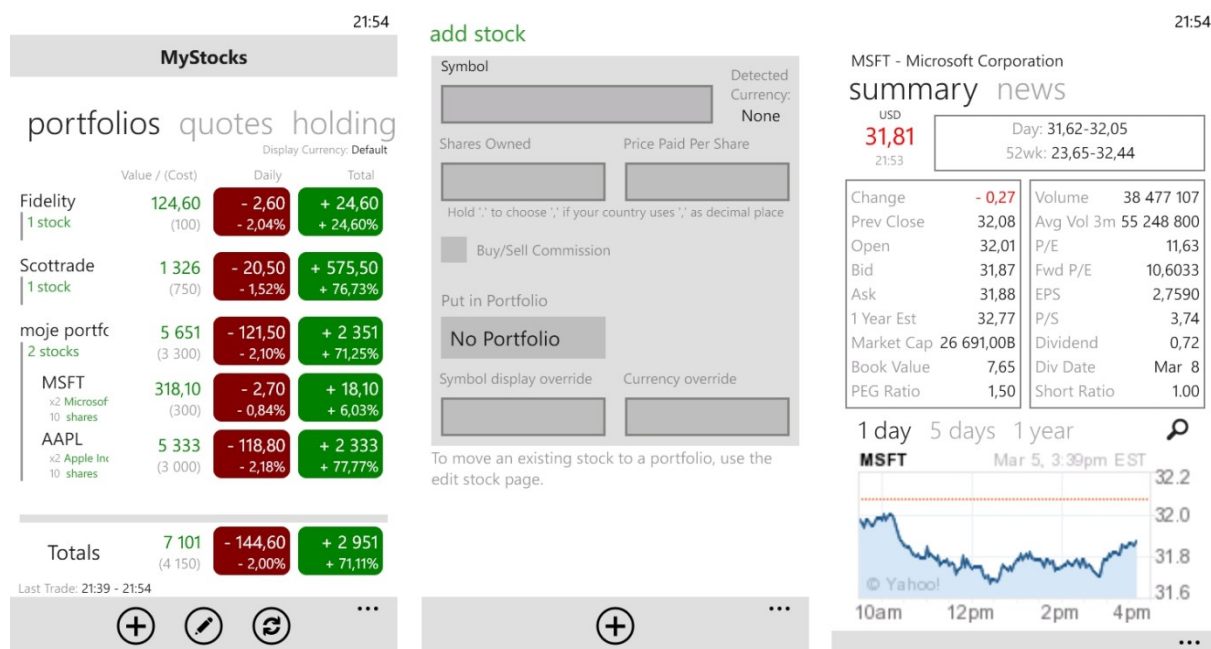 21:54
MyStocks
portfolios quotes holding
Display Currency: Default
Value / (Cost) Daily Total
Fidelity 124,60 - 2,60 + 24,60
1 stock (100) - 2,04% + 24,60%
Scottrade 1 326 - 20,50 + 575,50
1 stock (750) - 1,52% + 76,73%
moje portfc 5 651 - 121,50 + 2 351
2 stocks (3 300) - 2,10% + 71,25%
MSFT 318,10 - 2,70 + 18,10
x2 Microsof (300) - 0,84% + 6,03%
10 shares
AAPL 5 333 - 118,80 + 2 333
x2 Apple Inc (3 000) - 2,18% + 77,77%
10 shares
Totals 7 101 - 144,60 + 2 951
(4 150) - 2,00% + 71,11%
Last Trade: 21:39 - 21:54
...
add stock
Symbol
Detected
Currency:
None
Shares Owned Price Paid Per Share
Hold '.' to choose ',' if your country uses ',' as decimal place
Buy/Sell Commission
Put in Portfolio
No Portfolio
Symbol display override Currency override
To move an existing stock to a portfolio, use the
edit stock page.
...
21:54
MSFT - Microsoft Corporation
summary news
USD
31,81
21:53
Day: 31,62-32,05
52wk: 23,65-32,44
Change - 0,27 Volume 38 477 107
Prev Close 32,08 Avg Vol 3m 55 248 800
Open 32,01 P/E 11,63
Bid 31,87 Fwd P/E 10,6033
Ask 31,88 EPS 2,7590
1 Year Est 32,77 P/S 3,74
Market Cap 26 691,00B Dividend 0,72
Book Value 7,65 Div Date Mar 8
PEG Ratio 1,50 Short Ratio 1.00
1 day 5 days 1 year
MSFT Mar 5, 3:39pm EST
32.2
32.0
31.8
31.6
© Yahoo!
10am 12pm 2pm 4pm
...